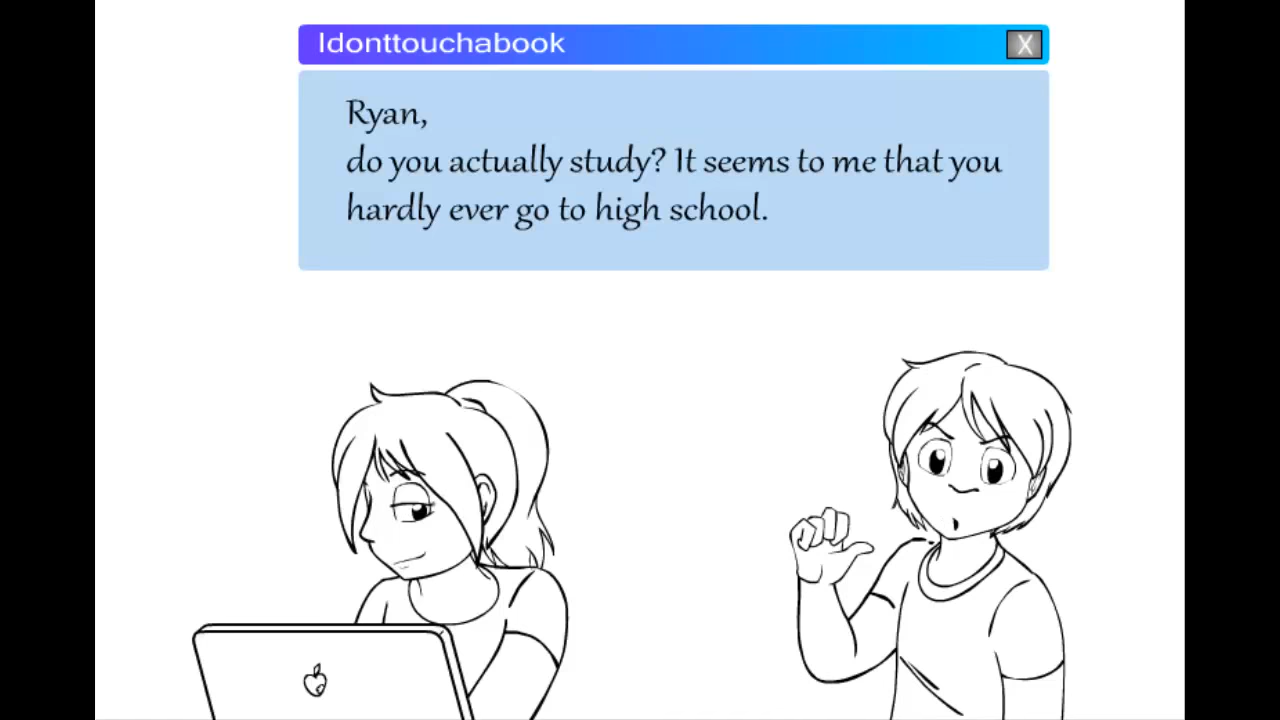 Idonttouchabook
X
Ryan,
do you actually study? It seems to me that you
hardly ever go to high school.